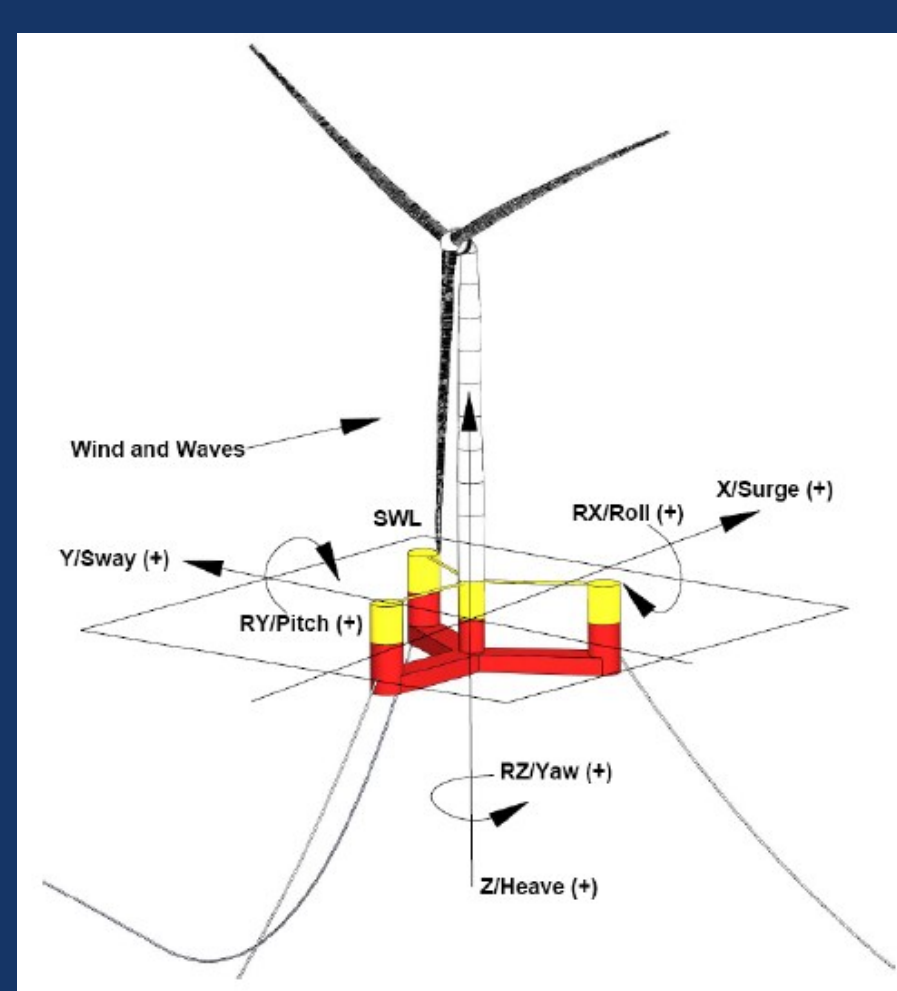 Wind and Waves
X/Surge (+)
RX/Roll (+)
SWL
Y/Sway (+)
RY/Pitch (+)
RZ/Yaw (+)
Z/Heave (+)